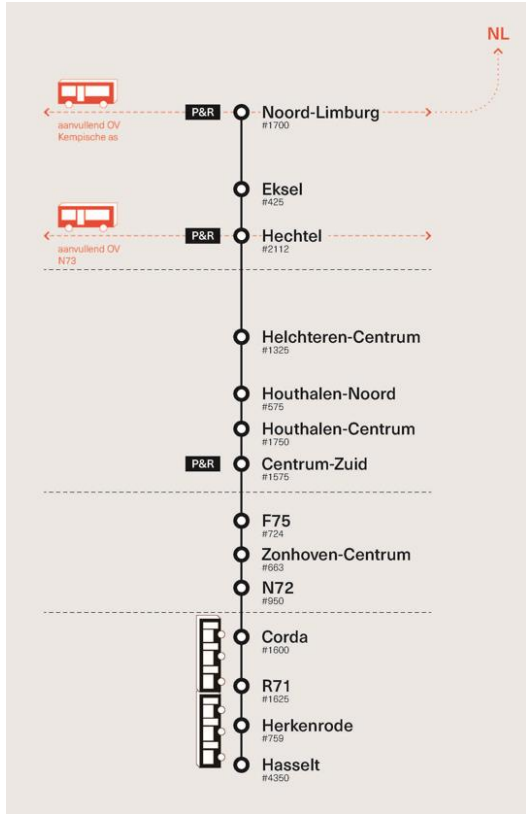 NL
P&R
Noord-Limburg
#1700
aanvullend OV
Kempische as
Eksel
#425
P&R
Hechtel
#2112
aanvullend OV
N73
Helchteren-Centrum
#1325
Houthalen-Noord
#575
Houthalen-Centrum
#1750
P&R
Centrum-Zuid
#1575
F75
#724
Zonhoven-Centrum
#663
N72
#950
Corda
#1600
R71
#1625
Herkenrode
#759
Hasselt
#4350